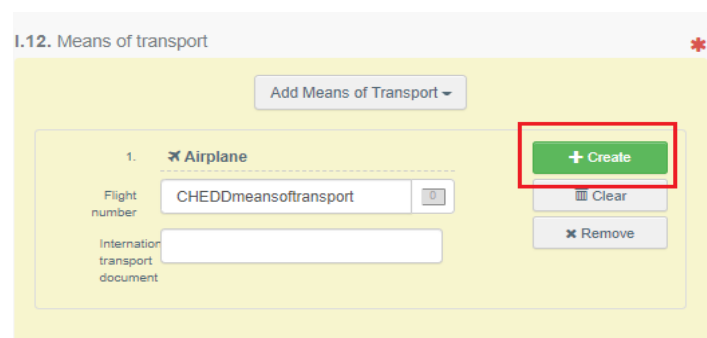 I.12. Means of transport *
Add Means of Transport
1. Airplane
+ Create
Flight number
CHEDDmeansoftransport
0
Clear
Internation
transport
document
Remove